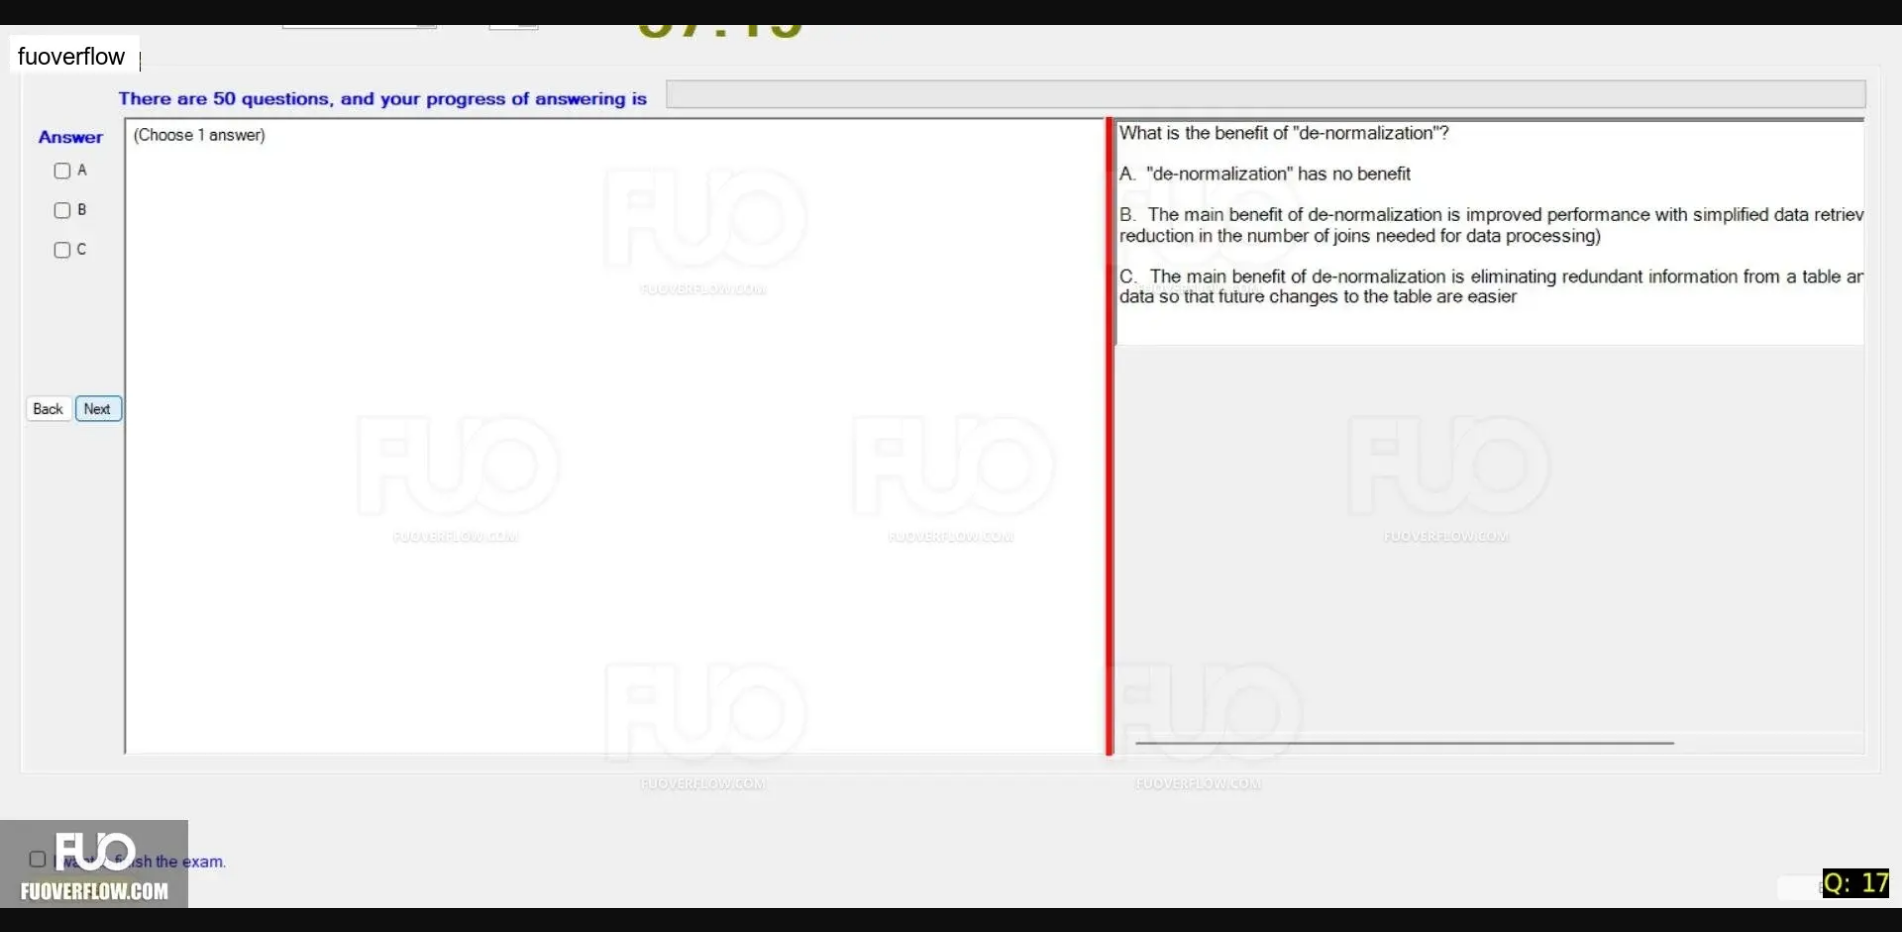 fuoverflow
There are 50 questions, and your progress of answering is
Answer
(Choose 1 answer)
A
B
C
Back
Next
What is the benefit of "de-normalization"?
A. "de-normalization" has no benefit
B. The main benefit of de-normalization is improved performance with simplified data retriev
reduction in the number of joins needed for data processing)
C. The main benefit of de-normalization is eliminating redundant information from a table ar
data so that future changes to the table are easier
FUO
FUOVERFLOW.COM
FUO
FUOVERFLOW.COM
FUO
FUOVERFLOW.COM
FUO
FUOVERFLOW.COM
FUO
FUOVERFLOW.COM
FUO
FUOVERFLOW.COM
FUO
FUOVERFLOW.COM
the exam.
FUO
FUOVERFLOW.COM
Q: 17